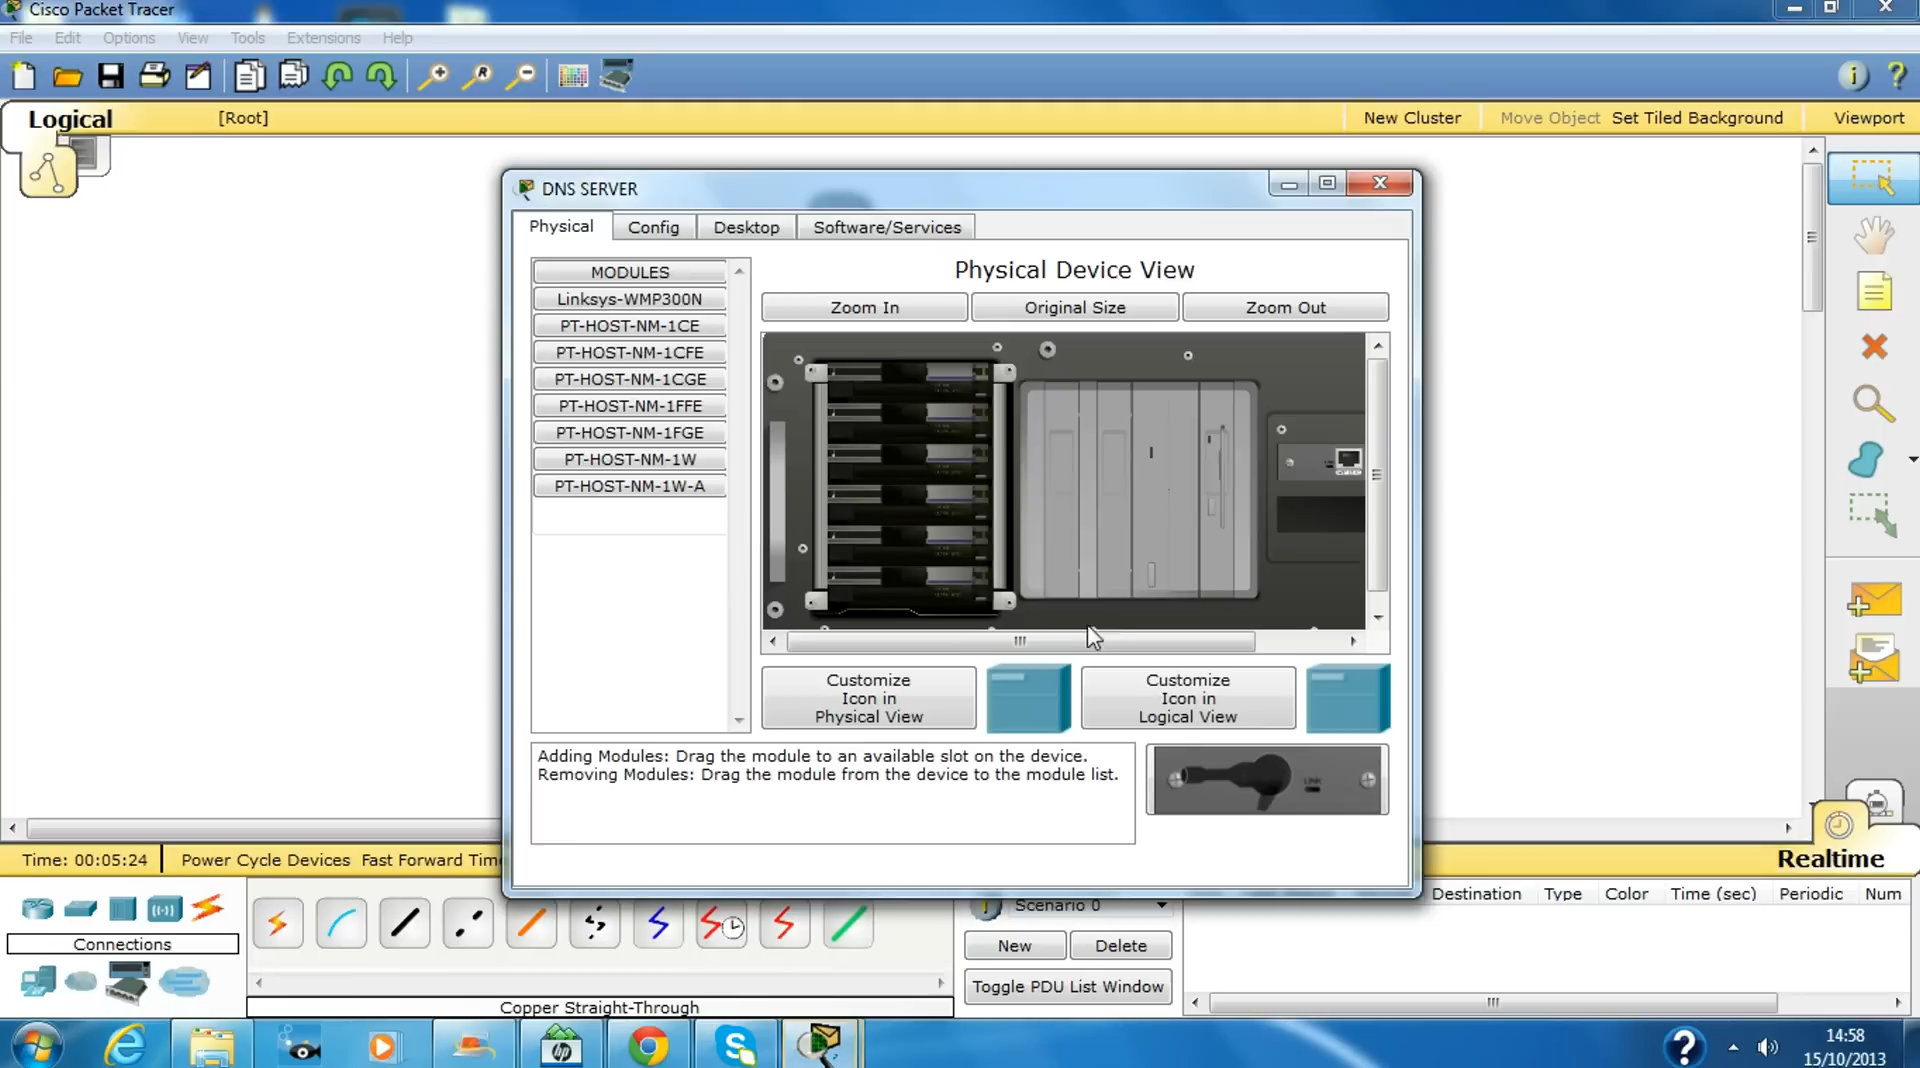 Cisco Packet Tracer
File Edit Options View Tools Extensions Help
Logical [Root] New Cluster Move Object Set Tiled Background Viewport
DNS SERVER
Physical Config Desktop Software/Services
MODULES
Linksys-WMP300N
PT-HOST-NM-1CE
PT-HOST-NM-1CFE
PT-HOST-NM-1CGE
PT-HOST-NM-1FFE
PT-HOST-NM-1FGE
PT-HOST-NM-1W
PT-HOST-NM-1W-A
Physical Device View
Zoom In Original Size Zoom Out
Customize
Icon in
Physical View
Customize
Icon in
Logical View
Adding Modules: Drag the module to an available slot on the device.
Removing Modules: Drag the module from the device to the module list.
LINK
Time: 00:05:24 Power Cycle Devices Fast Forward Tim
Realtime
Scenario 0
Destination Type Color Time (sec) Periodic Num
Connections
New Delete
Toggle PDU List Window
Copper Straight-Through
14:58
15/10/2013